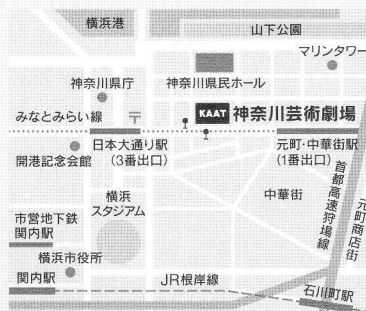 横浜港
山下公園
マリンタワー
神奈川県庁
神奈川県民ホール
みなとみらい線
〒
KAAT 神奈川芸術劇場
日本大通り駅
(3番出口)
元町・中華街駅
(1番出口)
開港記念会館
横浜
スタジアム
中華街
首都高速狩場線
元町商店街
市営地下鉄
関内駅
横浜市役所
関内駅
JR根岸線
石川町駅